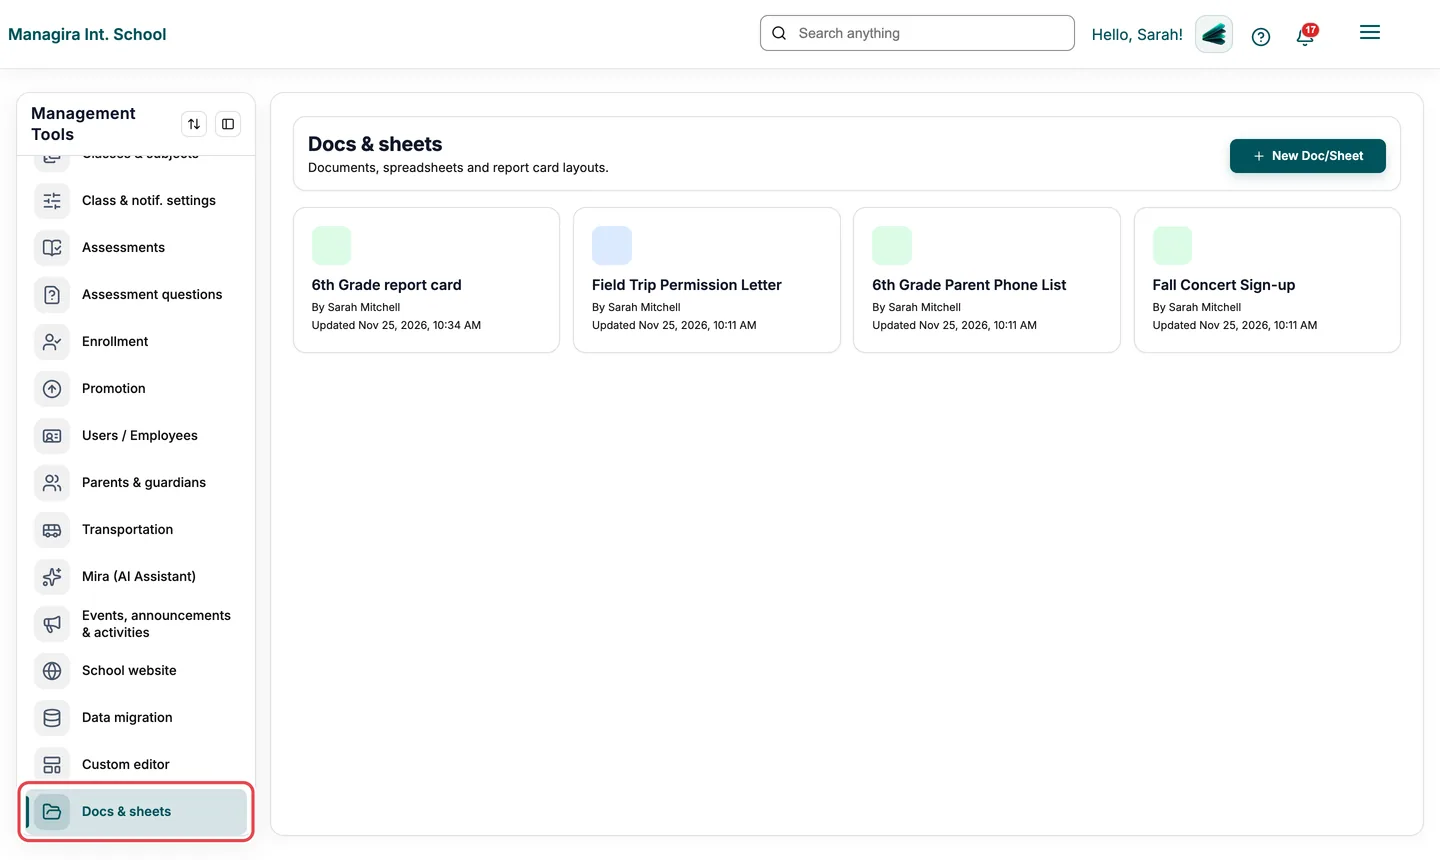 Managira Int. School
Search anything
Hello, Sarah!
17
Management
Tools
Classes & subjects
Class & notif. settings
Assessments
Assessment questions
Enrollment
Promotion
Users / Employees
Parents & guardians
Transportation
Mira (AI Assistant)
Events, announcements
& activities
School website
Data migration
Custom editor
Docs & sheets
Docs & sheets
Documents, spreadsheets and report card layouts.
+ New Doc/Sheet
6th Grade report card
By Sarah Mitchell
Updated Nov 25, 2026, 10:34 AM
Field Trip Permission Letter
By Sarah Mitchell
Updated Nov 25, 2026, 10:11 AM
6th Grade Parent Phone List
By Sarah Mitchell
Updated Nov 25, 2026, 10:11 AM
Fall Concert Sign-up
By Sarah Mitchell
Updated Nov 25, 2026, 10:11 AM